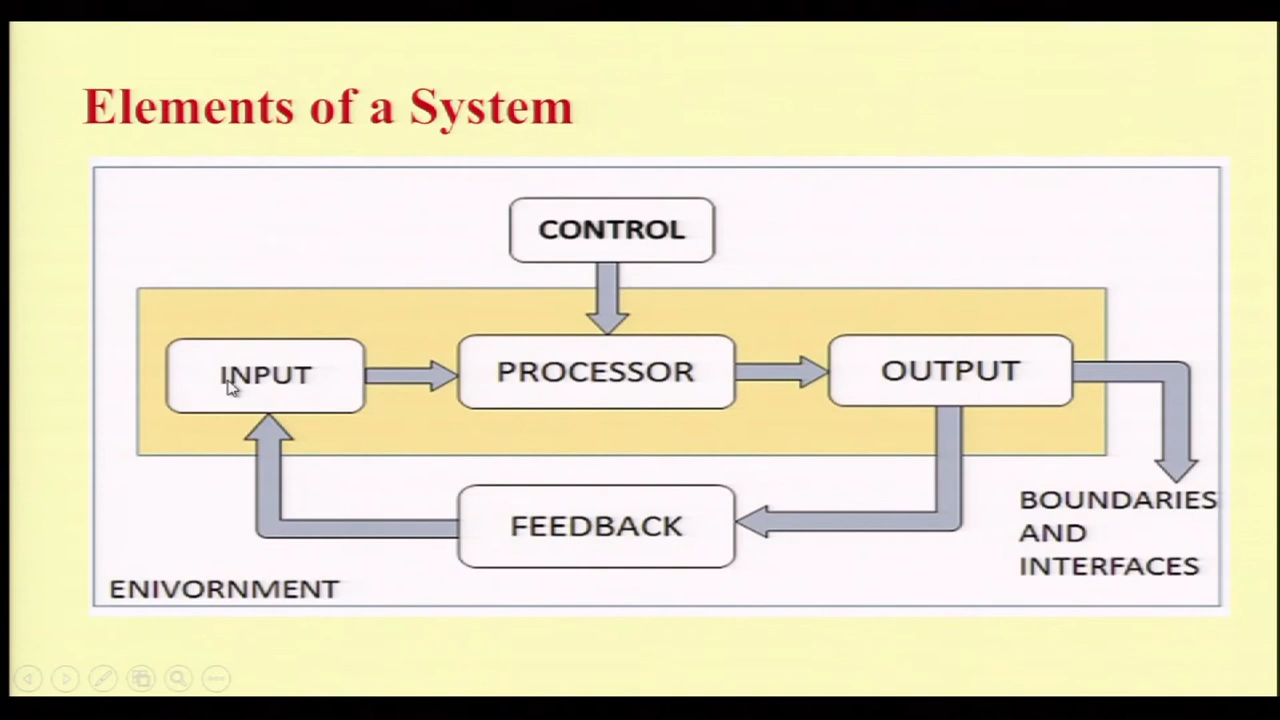 Elements of a System
CONTROL
INPUT
PROCESSOR
OUTPUT
FEEDBACK
BOUNDARIES
AND
INTERFACES
ENIVORNMENT